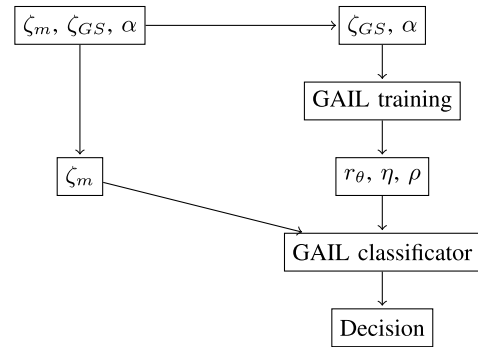 ζm, ζGS, α
ζGS, α
GAIL training
ζm
rθ, η, ρ
GAIL classificator
Decision